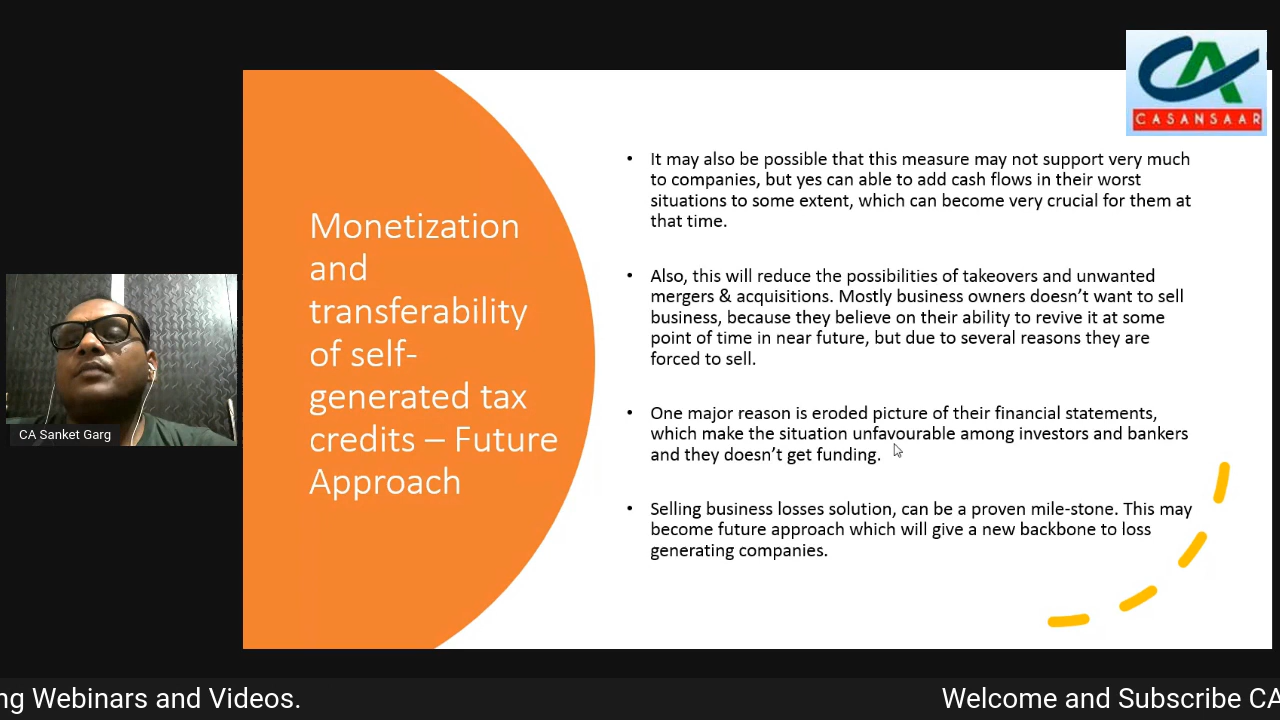 CA
CASANSAAR
Monetization
and
transferability
of self-
generated tax
credits – Future
Approach
• It may also be possible that this measure may not support very much
to companies, but yes can able to add cash flows in their worst
situations to some extent, which can become very crucial for them at
that time.
• Also, this will reduce the possibilities of takeovers and unwanted
mergers & acquisitions. Mostly business owners doesn’t want to sell
business, because they believe on their ability to revive it at some
point of time in near future, but due to several reasons they are
forced to sell.
• One major reason is eroded picture of their financial statements,
which make the situation unfavourable among investors and bankers
and they doesn’t get funding.
• Selling business losses solution, can be a proven mile-stone. This may
become future approach which will give a new backbone to loss
generating companies.
CA Sanket Garg
ng Webinars and Videos.
Welcome and Subscribe CA